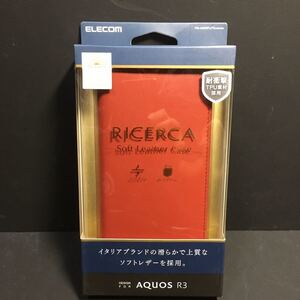 ELECOM
耐衝撃
TPU素材
採用
RICERCA
Soft Leather Case
イタリアブランドの滑らかで上質な
ソフトレザーを採用。
DESIGN
FOR
AQUOS R3